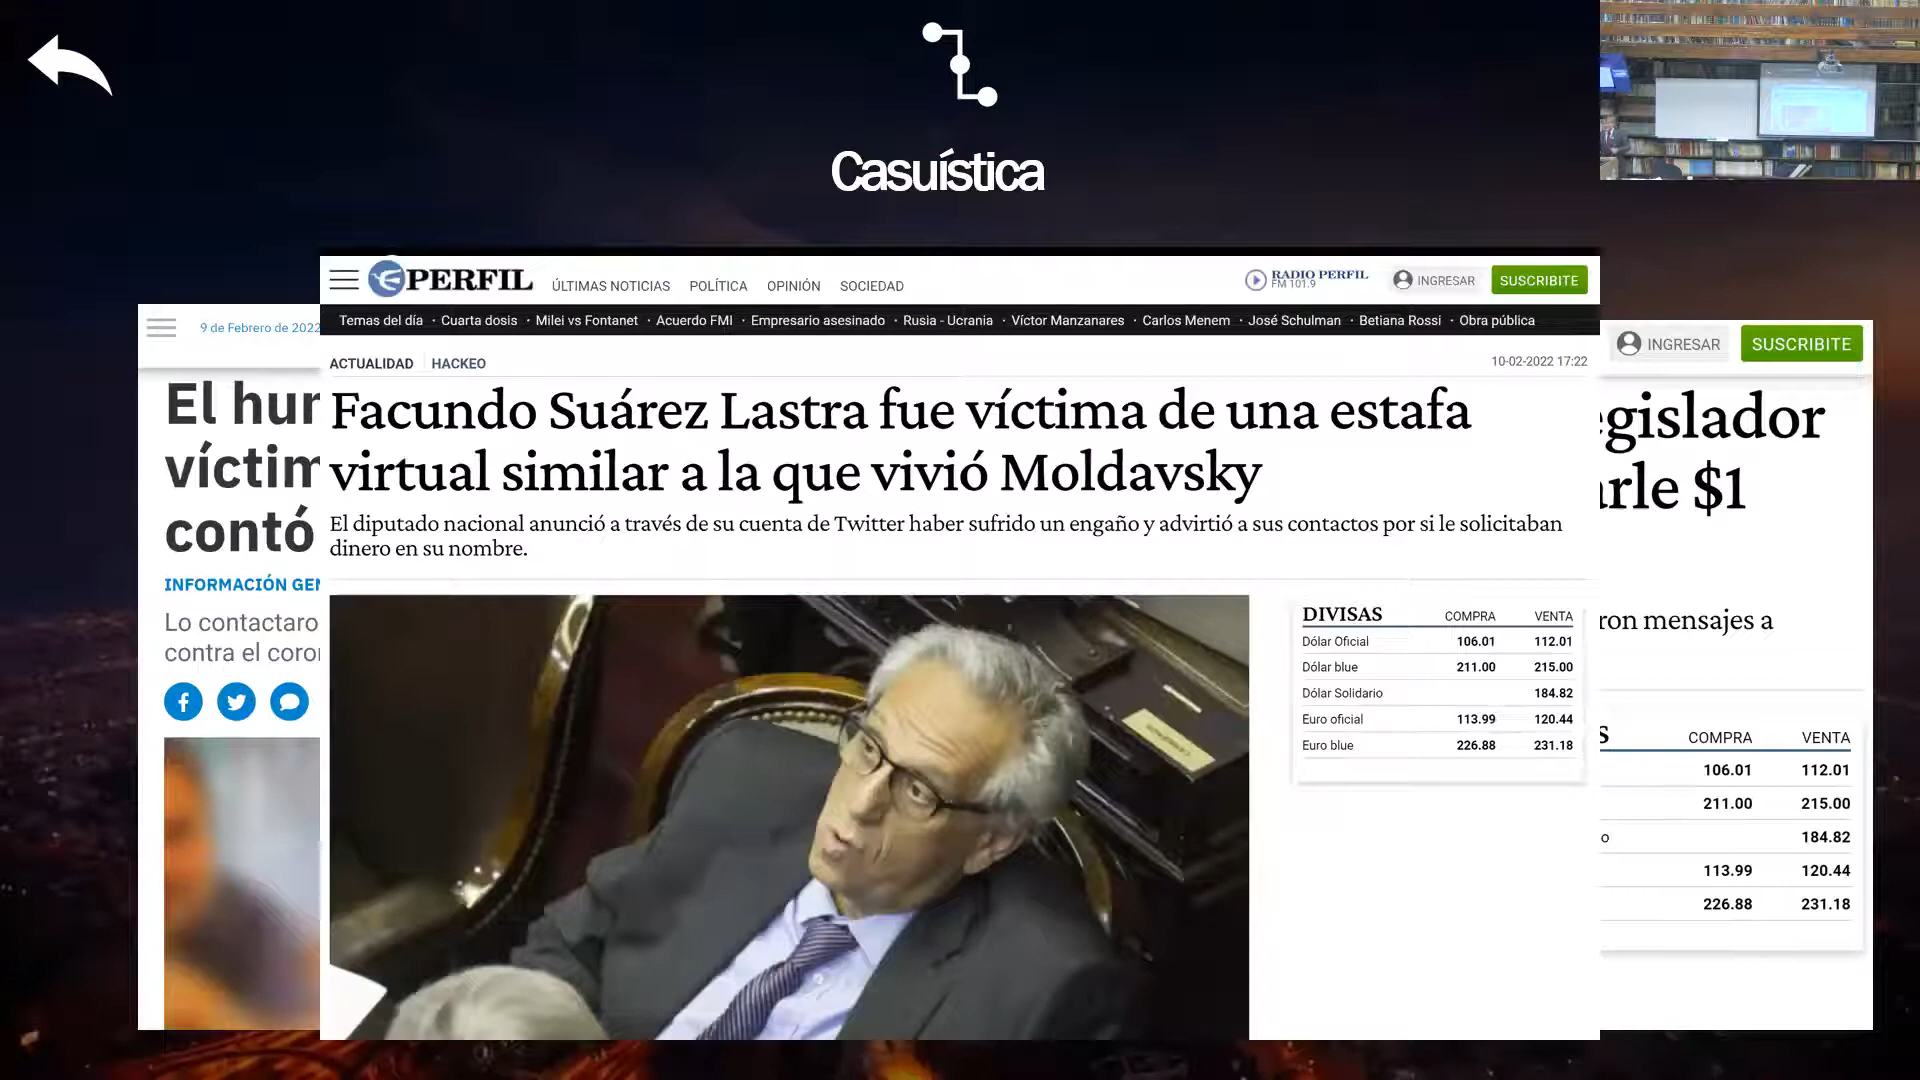 Casuística
PERFIL
ÚLTIMAS NOTICIAS POLÍTICA OPINIÓN SOCIEDAD
RADIO PERFIL
FM 101.9
INGRESAR
SUSCRIBITE
Temas del día · Cuarta dosis · Milei vs Fontanet · Acuerdo FMI · Empresario asesinado · Rusia - Ucrania · Víctor Manzanares · Carlos Menem · José Schulman · Betiana Rossi · Obra pública
ACTUALIDAD HACKEO
10-02-2022 17:22
Facundo Suárez Lastra fue víctima de una estafa
virtual similar a la que vivió Moldavsky
El diputado nacional anunció a través de su cuenta de Twitter haber sufrido un engaño y advirtió a sus contactos por si le solicitaban
dinero en su nombre.
DIVISAS COMPRA VENTA
Dólar Oficial 106.01 112.01
Dólar blue 211.00 215.00
Dólar Solidario 184.82
Euro oficial 113.99 120.44
Euro blue 226.88 231.18
9 de Febrero de 2022
El hur
víctim
contó
INFORMACIÓN GEN
Lo contactaro
contra el coro
INGRESAR
SUSCRIBITE
egislador
arle $1
ron mensajes a
S COMPRA VENTA
106.01 112.01
211.00 215.00
o 184.82
113.99 120.44
226.88 231.18